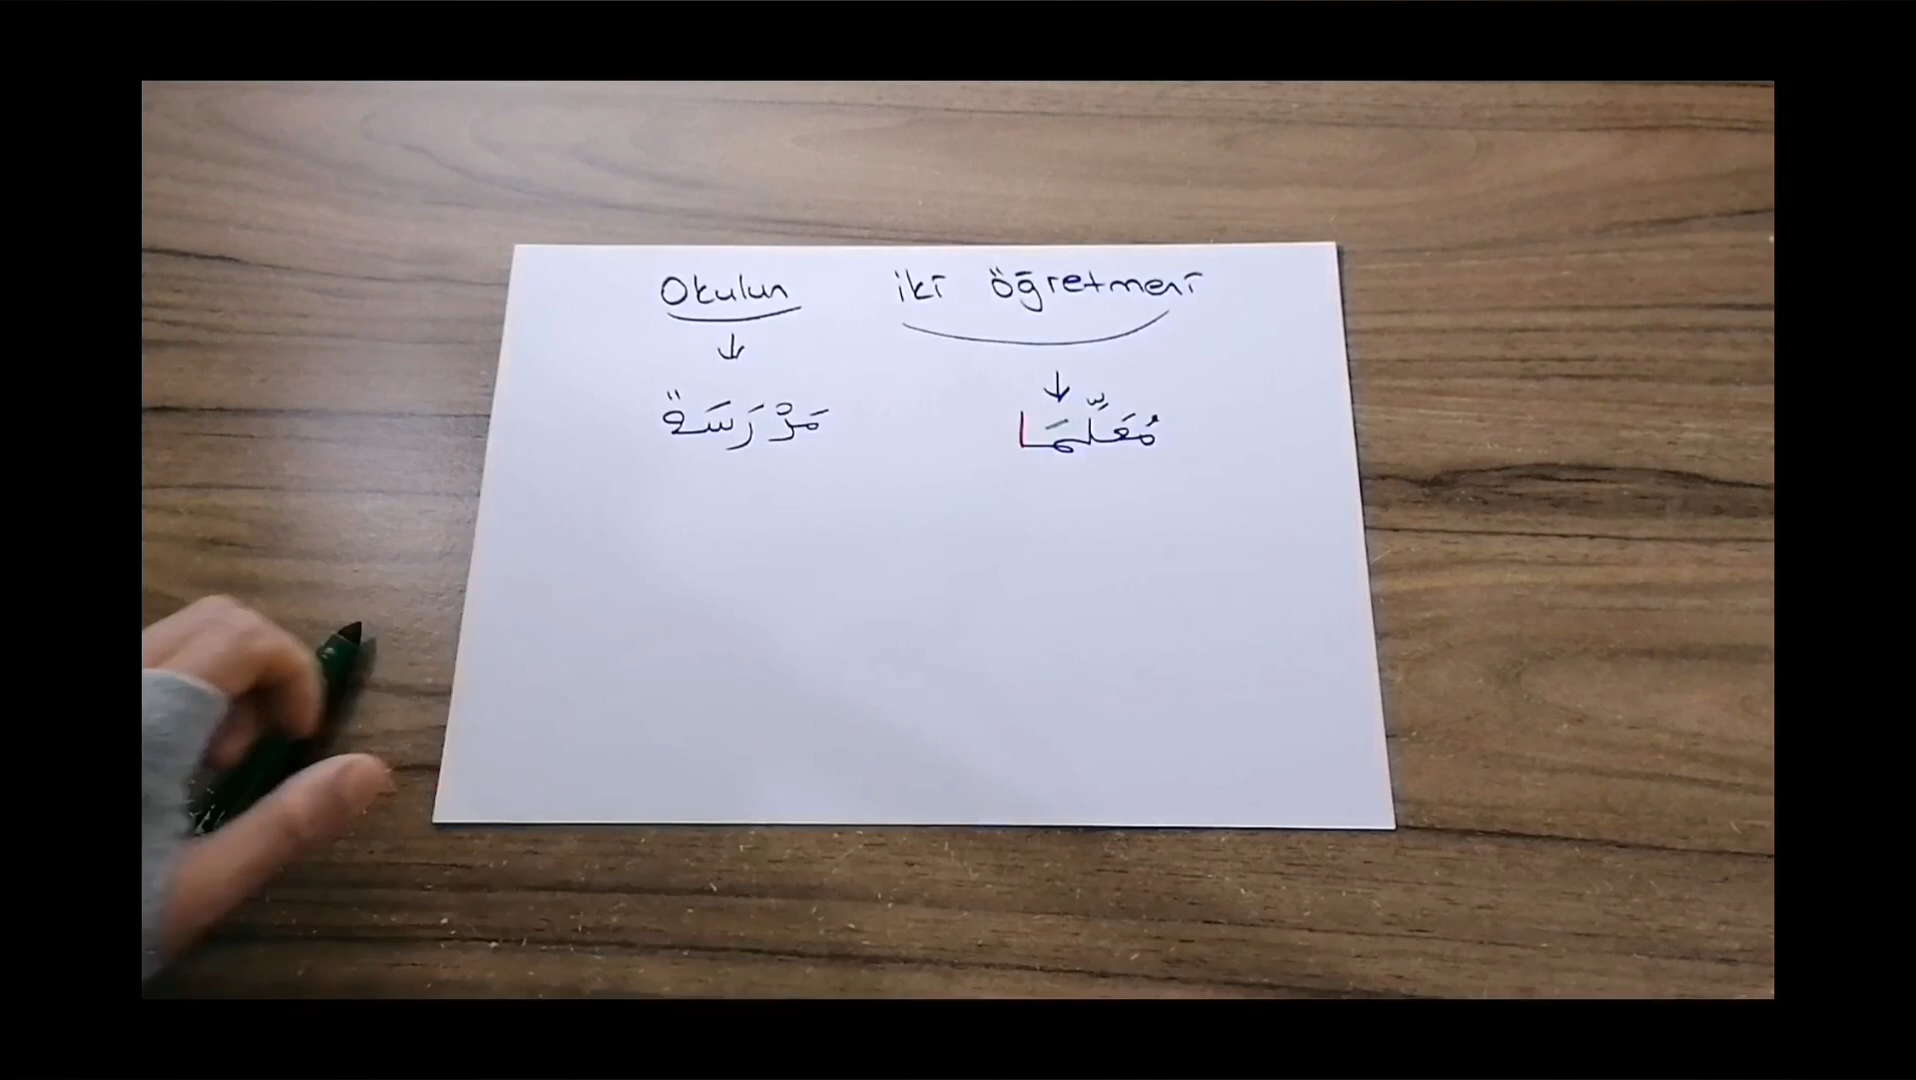 Okulun iki öğretmeni
↓ ↓
مَدْرَسَة مُعَلِّمَا